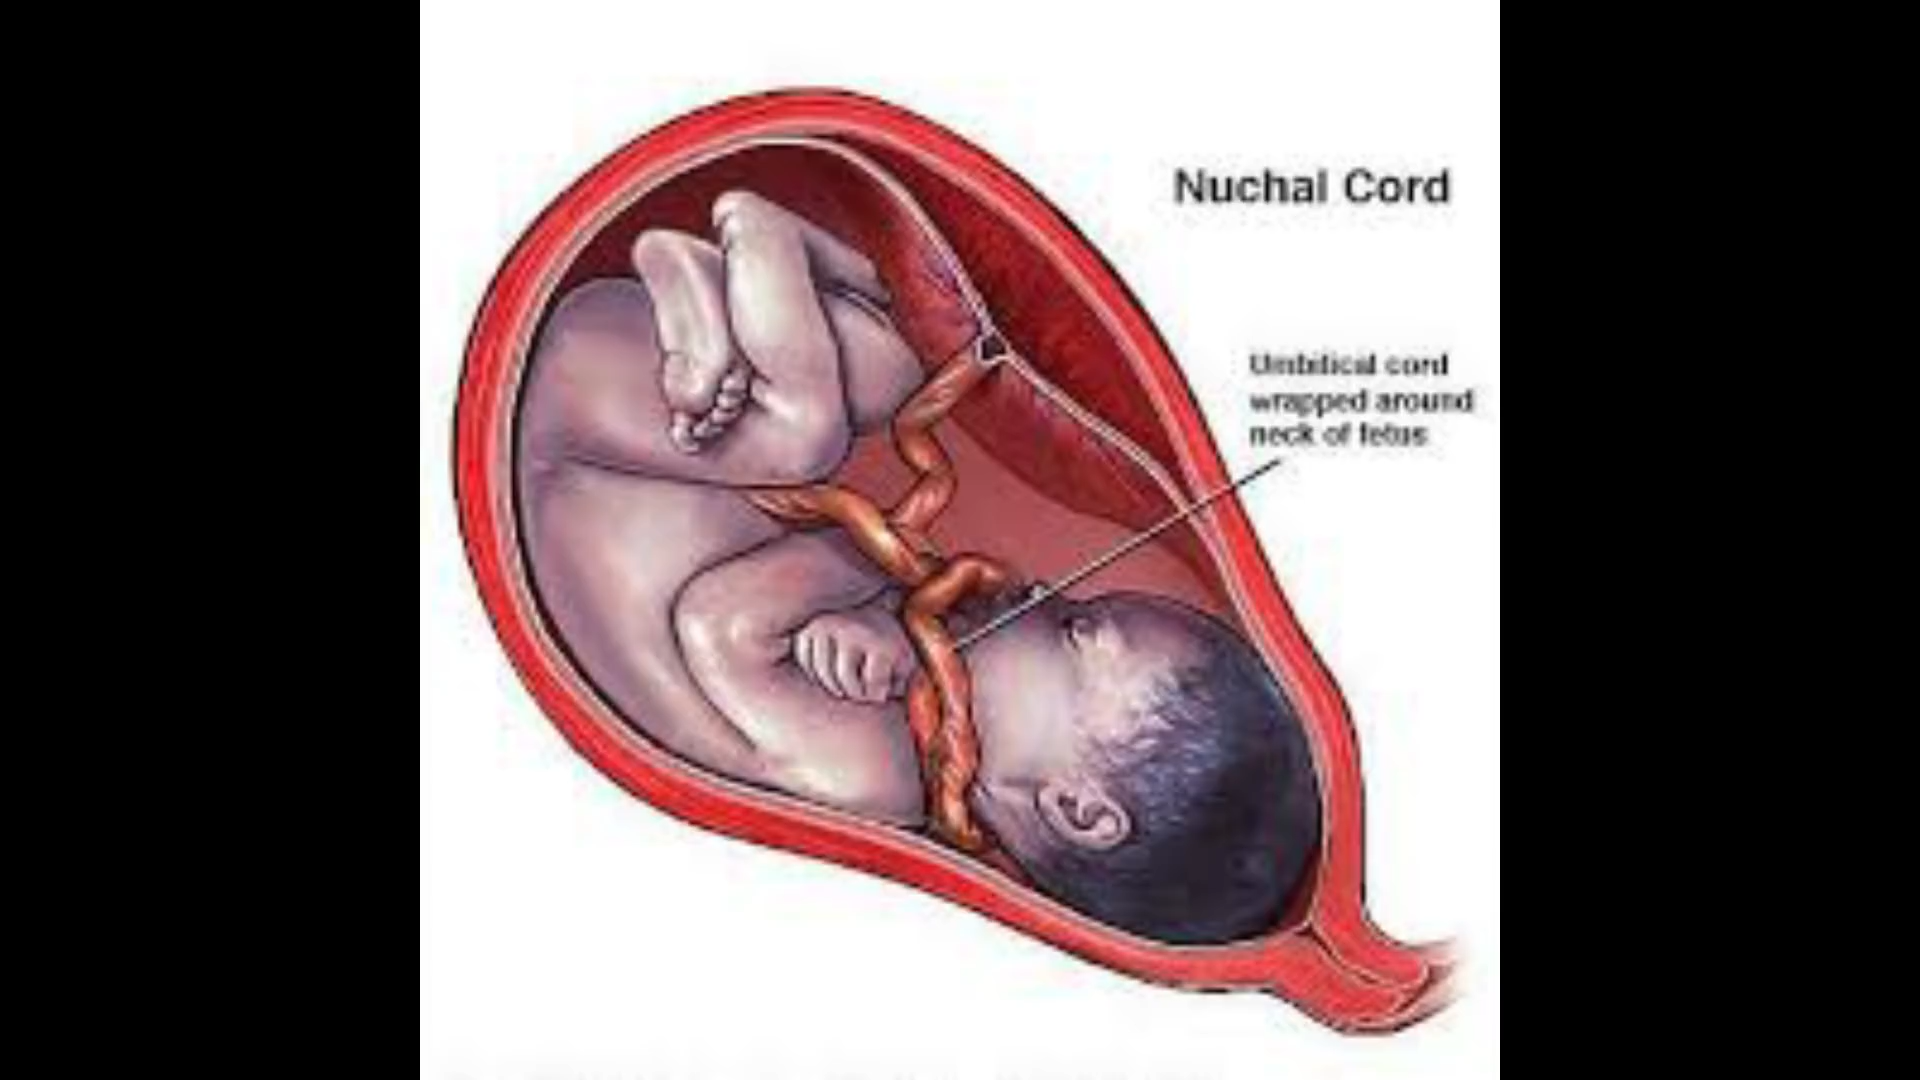 Nuchal Cord
Umbilical cord
wrapped around
neck of fetus